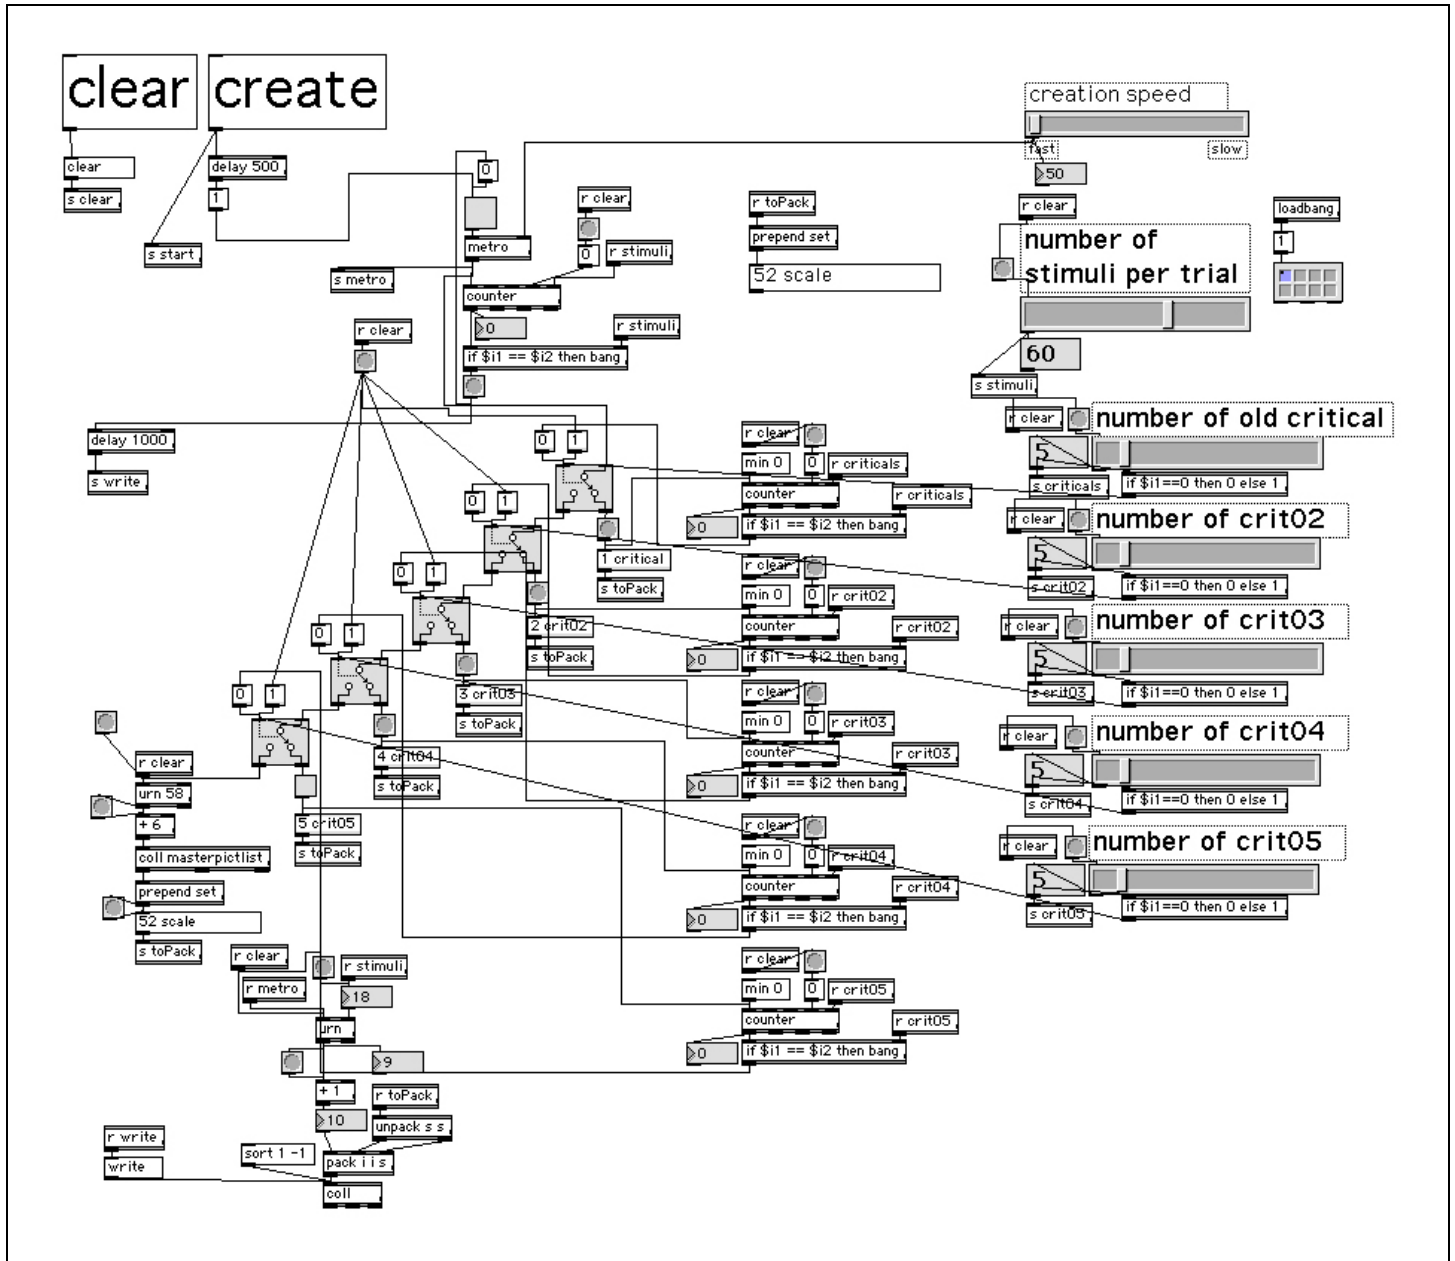 clear
create
clear
s clear
delay 500
1
s start
0
metro
s metro
r clear
0
r stimuli
counter
0
r stimuli
if $i1 == $i2 then bang
r toPack
prepend set
52 scale
creation speed
fast
slow
50
r clear
number of
stimuli per trial
60
s stimuli
loadbang
1
r clear
delay 1000
s write
0
1
1 critical
s toPack
0
1
2 crit02
s toPack
0
1
3 crit03
s toPack
0
1
4 crit04
s toPack
0
1
5 crit05
s toPack
r clear
min 0
0
r criticals
counter
r criticals
0
if $i1 == $i2 then bang
r clear
min 0
0
r crit02
counter
r crit02
0
if $i1 == $i2 then bang
r clear
min 0
0
r crit03
counter
r crit03
0
if $i1 == $i2 then bang
r clear
min 0
0
r crit04
counter
r crit04
0
if $i1 == $i2 then bang
r clear
min 0
0
r crit05
counter
r crit05
0
if $i1 == $i2 then bang
r clear
number of old critical
5
s criticals
if $i1==0 then 0 else 1
r clear
number of crit02
5
s crit02
if $i1==0 then 0 else 1
r clear
number of crit03
5
s crit03
if $i1==0 then 0 else 1
r clear
number of crit04
5
s crit04
if $i1==0 then 0 else 1
r clear
number of crit05
5
s crit05
if $i1==0 then 0 else 1
r clear
urn 58
+ 6
coll masterpictlist
prepend set
52 scale
s toPack
r clear
r metro
r stimuli
18
urn
9
+ 1
10
r toPack
unpack s s
r write
write
sort 1 -1
pack i i s
coll